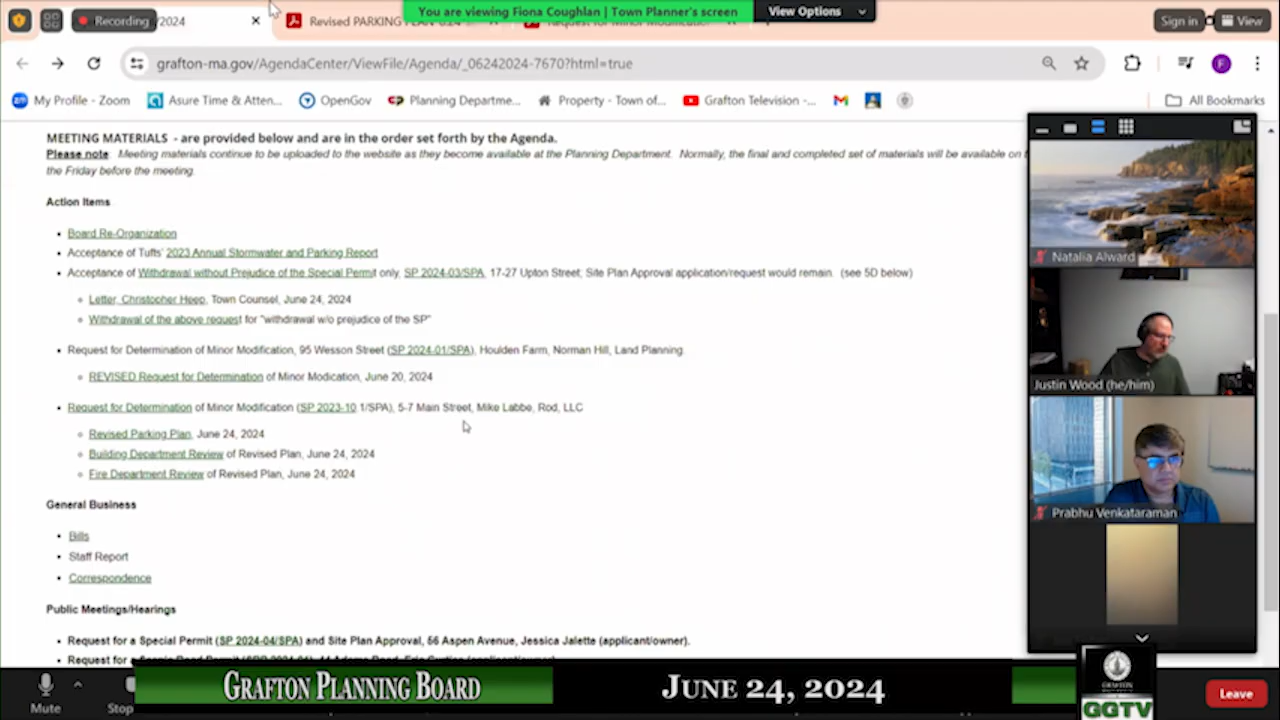 Recording
/2024
You are viewing Fiona Coughlan | Town Planner's screen
View Options
Sign in
View
grafton-ma.gov/AgendaCenter/ViewFile/Agenda/_06242024-7670?html=true
My Profile - Zoom
Asure Time & Atten...
OpenGov
Planning Departme...
Property - Town of...
Grafton Television -...
All Bookmarks
MEETING MATERIALS - are provided below and are in the order set forth by the Agenda.
Please note Meeting materials continue to be uploaded to the website as they become available at the Planning Department. Normally, the final and completed set of materials will be available on
the Friday before the meeting.
Action Items
• Board Re-Organization
• Acceptance of Tufts' 2023 Annual Stormwater and Parking Report
• Acceptance of Withdrawal without Prejudice of the Special Permit only, SP 2024-03/SPA, 17-27 Upton Street, Site Plan Approval application/request would remain. (see 5D below)
Letter, Christopher Heep, Town Counsel, June 24, 2024
Withdrawal of the above request for "withdrawal w/o prejudice of the SP"
• Request for Determination of Minor Modification, 95 Wesson Street (SP 2024-01/SPA), Houlden Farm, Norman Hill, Land Planning
REVISED Request for Determination of Minor Modication, June 20, 2024
• Request for Determination of Minor Modification (SP 2023-10 1/SPA), 5-7 Main Street, Mike Labbe, Rod, LLC
Revised Parking Plan, June 24, 2024
Building Department Review of Revised Plan, June 24, 2024
Fire Department Review of Revised Plan, June 24, 2024
General Business
• Bills
• Staff Report
• Correspondence
Public Meetings/Hearings
• Request for a Special Permit (SP 2024-04/SPA) and Site Plan Approval, 56 Aspen Avenue, Jessica Jalette (applicant/owner).
Natalia Alward
Justin Wood (he/him)
Prabhu Venkataraman
Mute
Stop
GRAFTON PLANNING BOARD
JUNE 24, 2024
GGTV
Leave